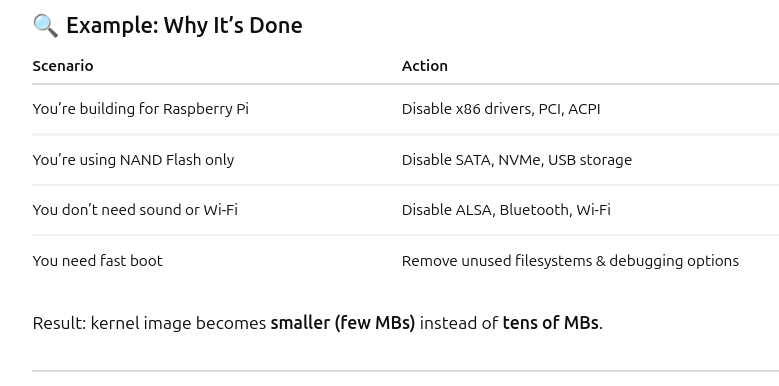 🔍 Example: Why It’s Done
Scenario Action
You’re building for Raspberry Pi Disable x86 drivers, PCI, ACPI
You’re using NAND Flash only Disable SATA, NVMe, USB storage
You don’t need sound or Wi-Fi Disable ALSA, Bluetooth, Wi-Fi
You need fast boot Remove unused filesystems & debugging options
Result: kernel image becomes smaller (few MBs) instead of tens of MBs.